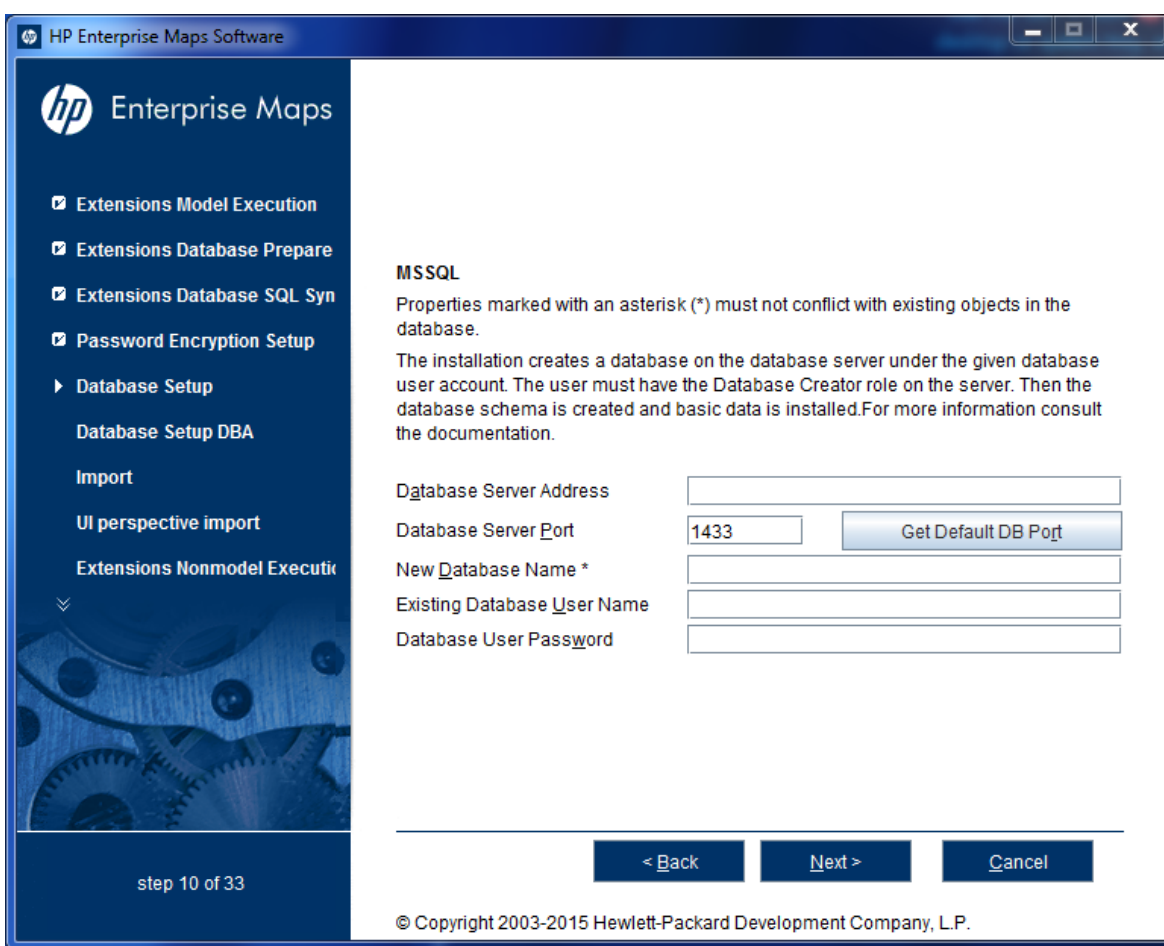 HP Enterprise Maps Software
hp Enterprise Maps
Extensions Model Execution
Extensions Database Prepare
Extensions Database SQL Syn
Password Encryption Setup
Database Setup
Database Setup DBA
Import
UI perspective import
Extensions Nonmodel Executic
step 10 of 33
MSSQL
Properties marked with an asterisk (*) must not conflict with existing objects in the
database.
The installation creates a database on the database server under the given database
user account. The user must have the Database Creator role on the server. Then the
database schema is created and basic data is installed.For more information consult
the documentation.
Database Server Address
Database Server Port 1433 Get Default DB Port
New Database Name *
Existing Database User Name
Database User Password
< Back Next > Cancel
© Copyright 2003-2015 Hewlett-Packard Development Company, L.P.